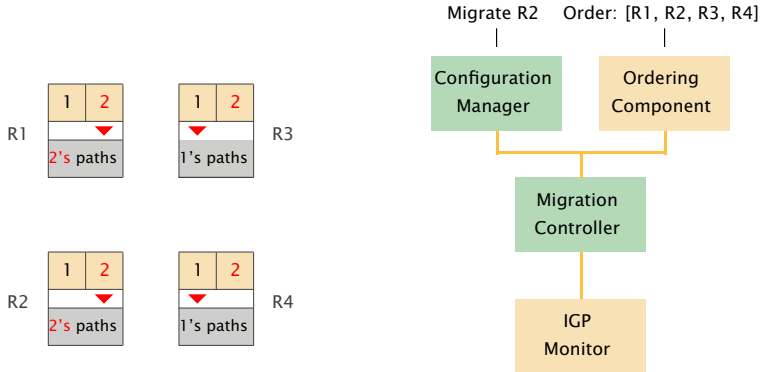 Migrate R2
Order: [R1, R2, R3, R4]
Configuration
Manager
Ordering
Component
1 2
1 2
R1
R3
2's paths
1's paths
Migration
Controller
1 2
1 2
R2
R4
2's paths
1's paths
IGP
Monitor